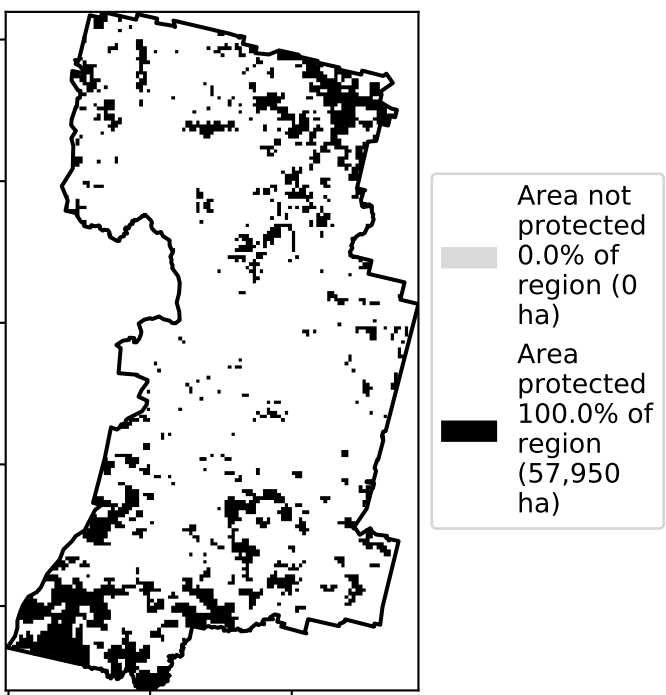 Area not
protected
0.0% of
region (0
ha)
Area
protected
100.0% of
region
(57,950
ha)